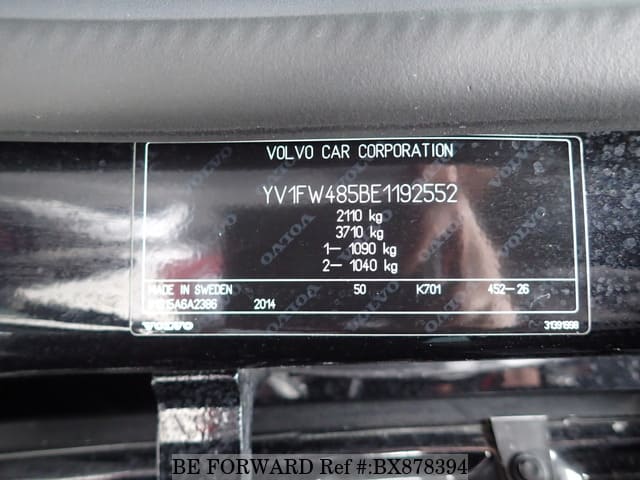 VOLVO CAR CORPORATION
YV1FW485BE1192552
2110 kg
3710 kg
1– 1090 kg
2– 1040 kg
MADE IN SWEDEN 50 K701 452–26
2014
VOLVO 31391998
BE FORWARD Ref #:BX878394